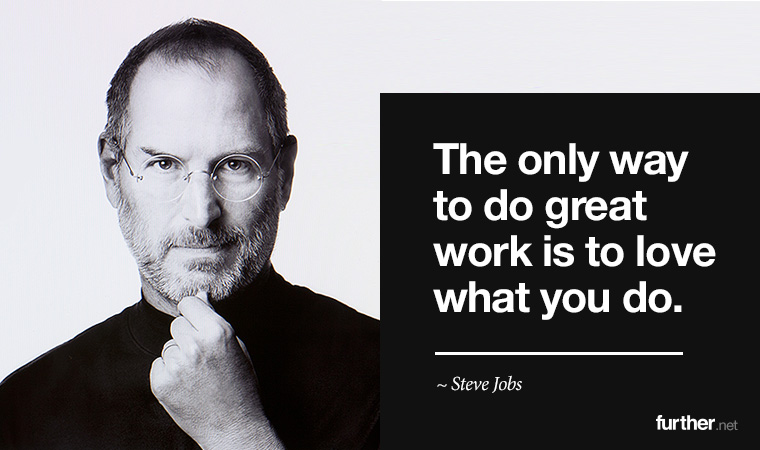 The only way
to do great
work is to love
what you do.
~ Steve Jobs
further.net